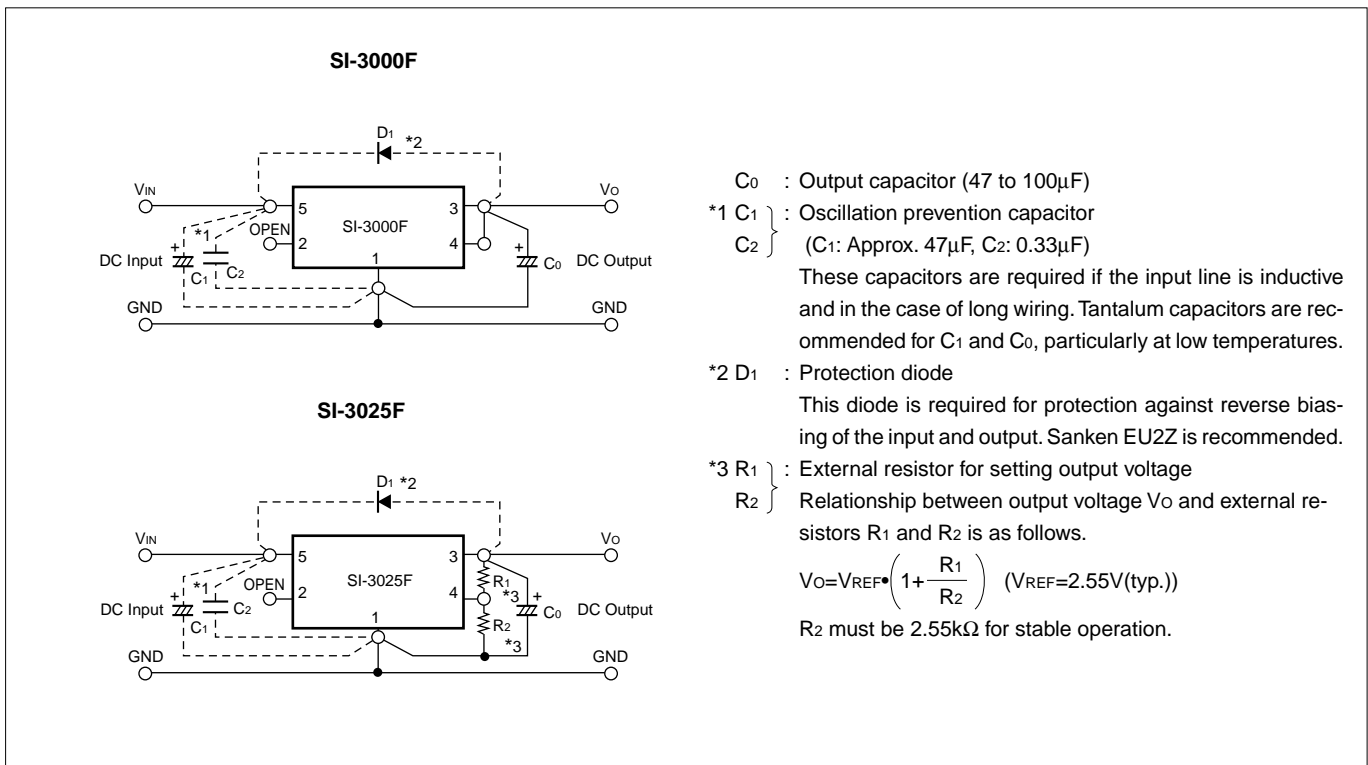 SI-3000F
D1 *2
VIN
VO
5
3
SI-3000F
*1
OPEN
2
4
1
+
+
DC Input
C1
C2
C0
DC Output
GND
GND
SI-3025F
D1 *2
VIN
VO
5
3
SI-3025F
R1
*1
OPEN
2
4
*3
1
+
+
DC Input
C1
C2
R2
C0
DC Output
*3
GND
GND
C0 : Output capacitor (47 to 100μF)
*1 C1 : Oscillation prevention capacitor
C2 (C1: Approx. 47μF, C2: 0.33μF)
These capacitors are required if the input line is inductive
and in the case of long wiring. Tantalum capacitors are rec-
ommended for C1 and C0, particularly at low temperatures.
*2 D1 : Protection diode
This diode is required for protection against reverse bias-
ing of the input and output. Sanken EU2Z is recommended.
*3 R1 : External resistor for setting output voltage
R2 Relationship between output voltage VO and external re-
sistors R1 and R2 is as follows.
VO=VREF•(1+R1/R2) (VREF=2.55V(typ.))
R2 must be 2.55kΩ for stable operation.